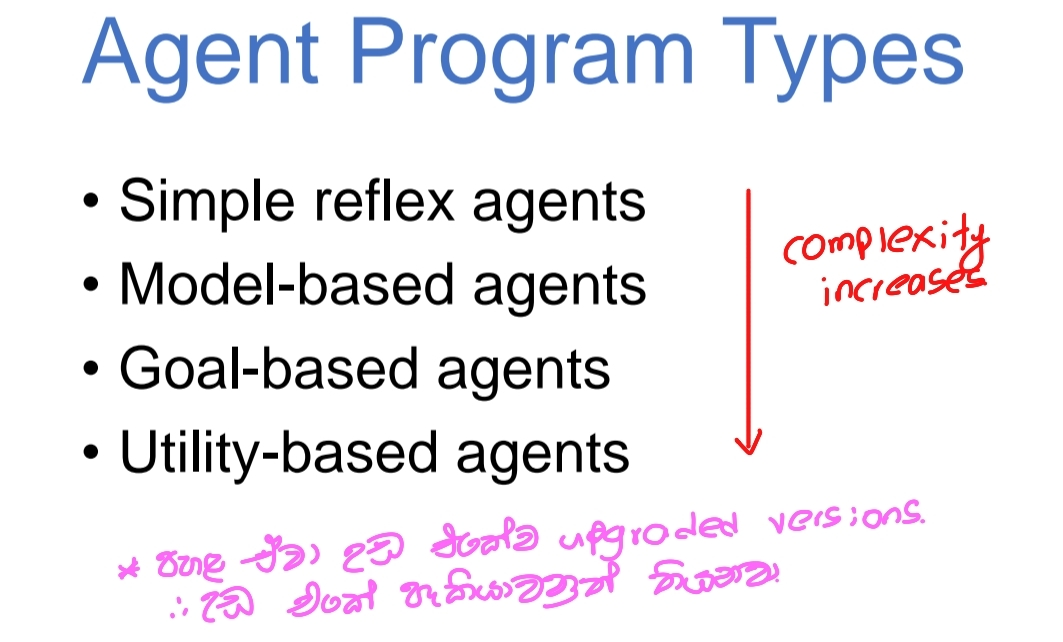 Agent Program Types
• Simple reflex agents
• Model-based agents
• Goal-based agents
• Utility-based agents
complexity
increases
* පහළ ඒවා උඩ එකේව upgraded versions.
∴ උඩ එකේ හැකියාවනුත් තියෙනවා